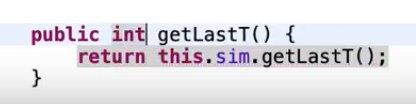 public int getLastT() {
return this.sim.getLastT();
}